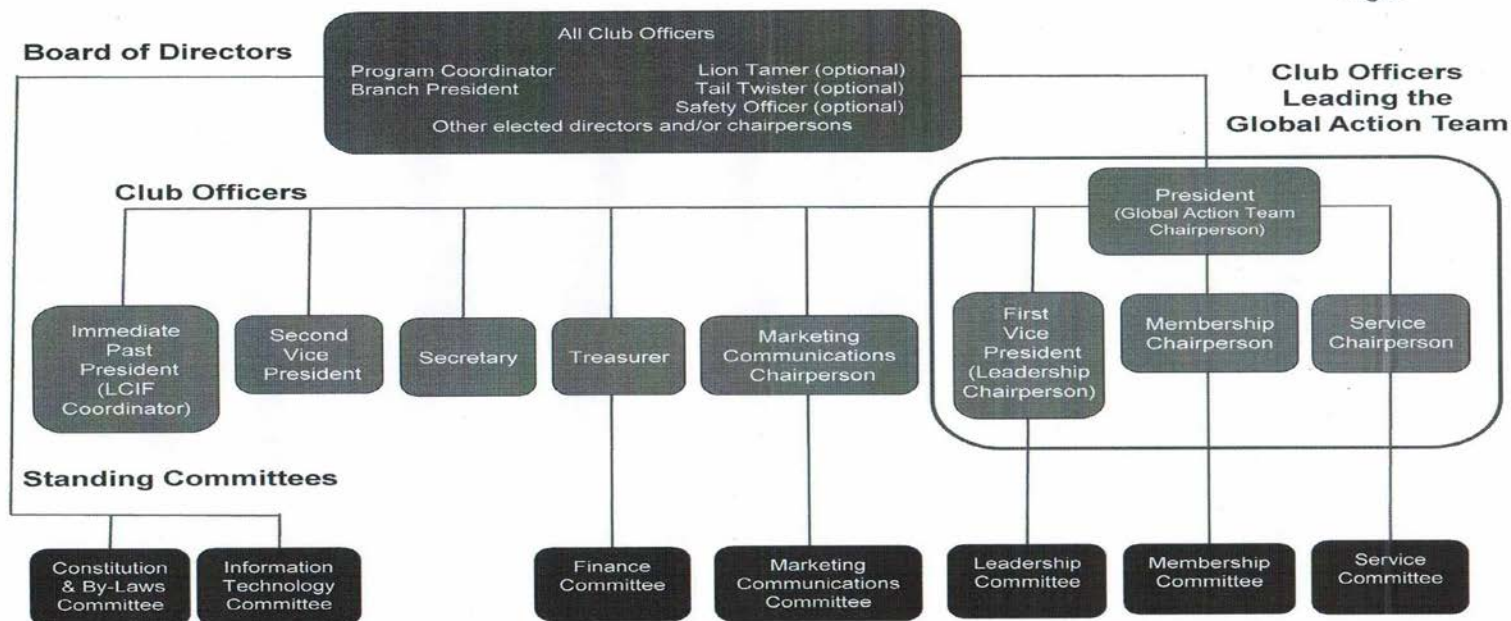 Board of Directors
All Club Officers
Program Coordinator
Branch President
Lion Tamer (optional)
Tail Twister (optional)
Safety Officer (optional)
Other elected directors and/or chairpersons
Club Officers
Leading the
Global Action Team
Club Officers
President
(Global Action Team
Chairperson)
Immediate
Past
President
(LCIF
Coordinator)
Second
Vice
President
Secretary
Treasurer
Marketing
Communications
Chairperson
First
Vice
President
(Leadership
Chairperson)
Membership
Chairperson
Service
Chairperson
Standing Committees
Constitution
& By-Laws
Committee
Information
Technology
Committee
Finance
Committee
Marketing
Communications
Committee
Leadership
Committee
Membership
Committee
Service
Committee